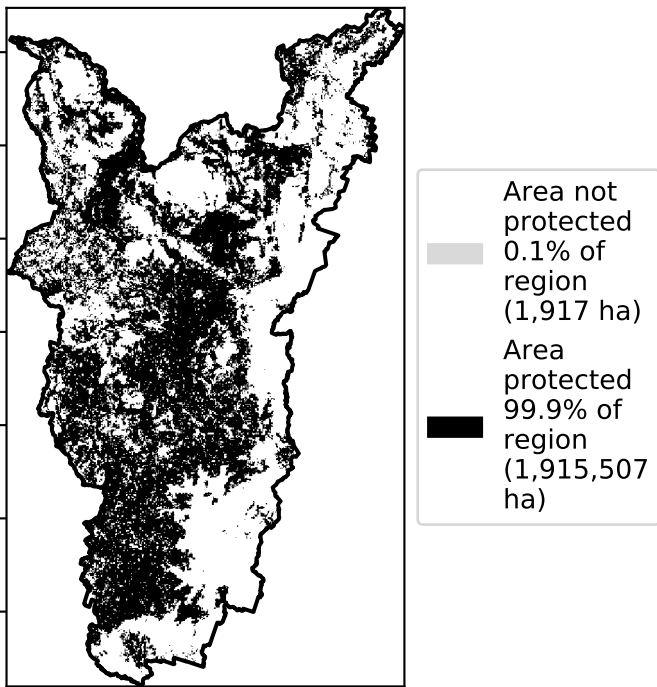 Area not
protected
0.1% of
region
(1,917 ha)
Area
protected
99.9% of
region
(1,915,507
ha)